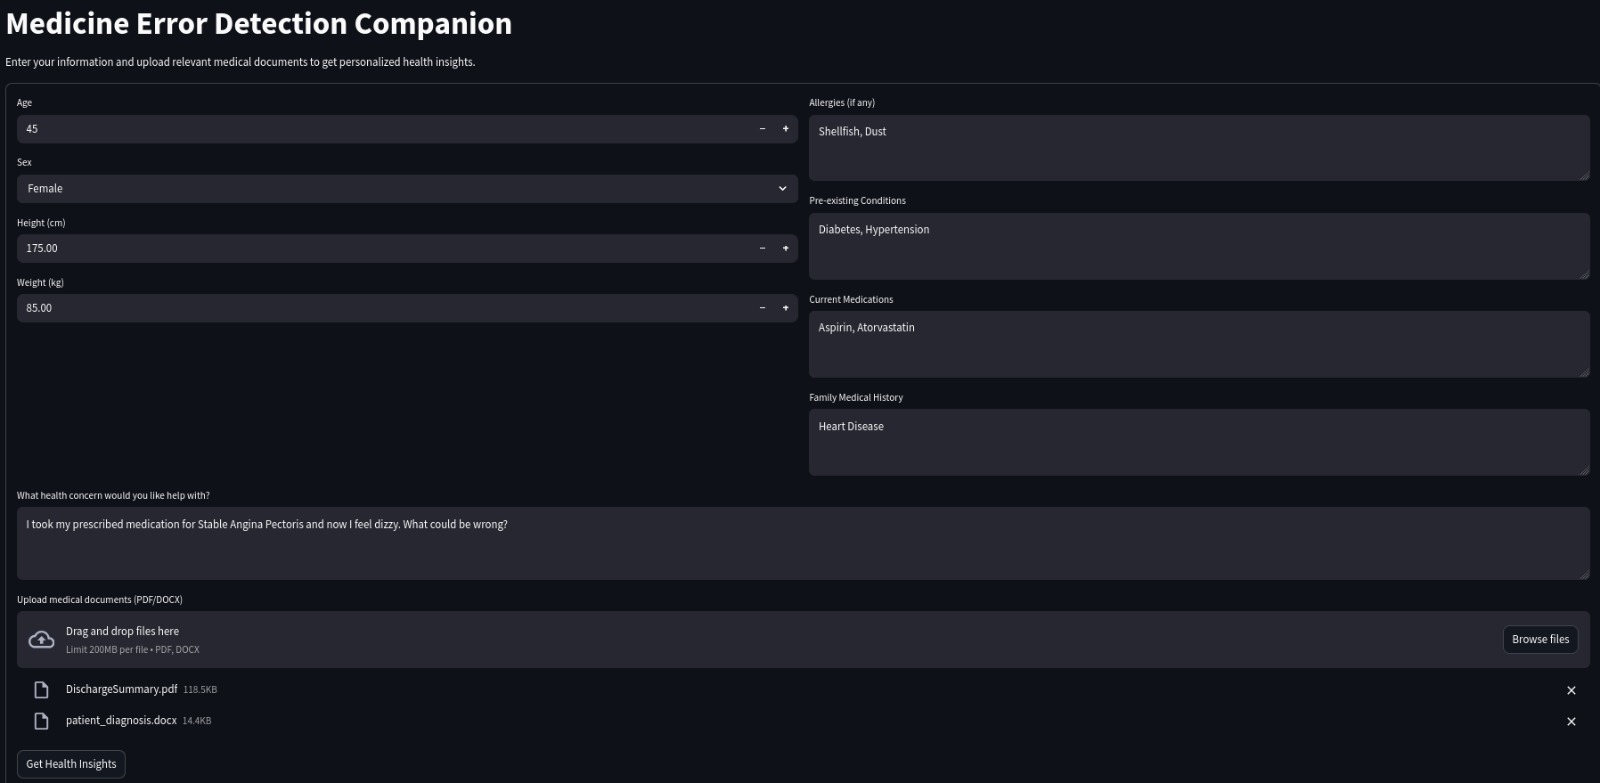 Medicine Error Detection Companion
Enter your information and upload relevant medical documents to get personalized health insights.
Age
45
Sex
Female
Height (cm)
175.00
Weight (kg)
85.00
Allergies (if any)
Shellfish, Dust
Pre-existing Conditions
Diabetes, Hypertension
Current Medications
Aspirin, Atorvastatin
Family Medical History
Heart Disease
What health concern would you like help with?
I took my prescribed medication for Stable Angina Pectoris and now I feel dizzy. What could be wrong?
Upload medical documents (PDF/DOCX)
Drag and drop files here
Limit 200MB per file • PDF, DOCX
Browse files
DischargeSummary.pdf 118.5KB
patient_diagnosis.docx 14.4KB
Get Health Insights